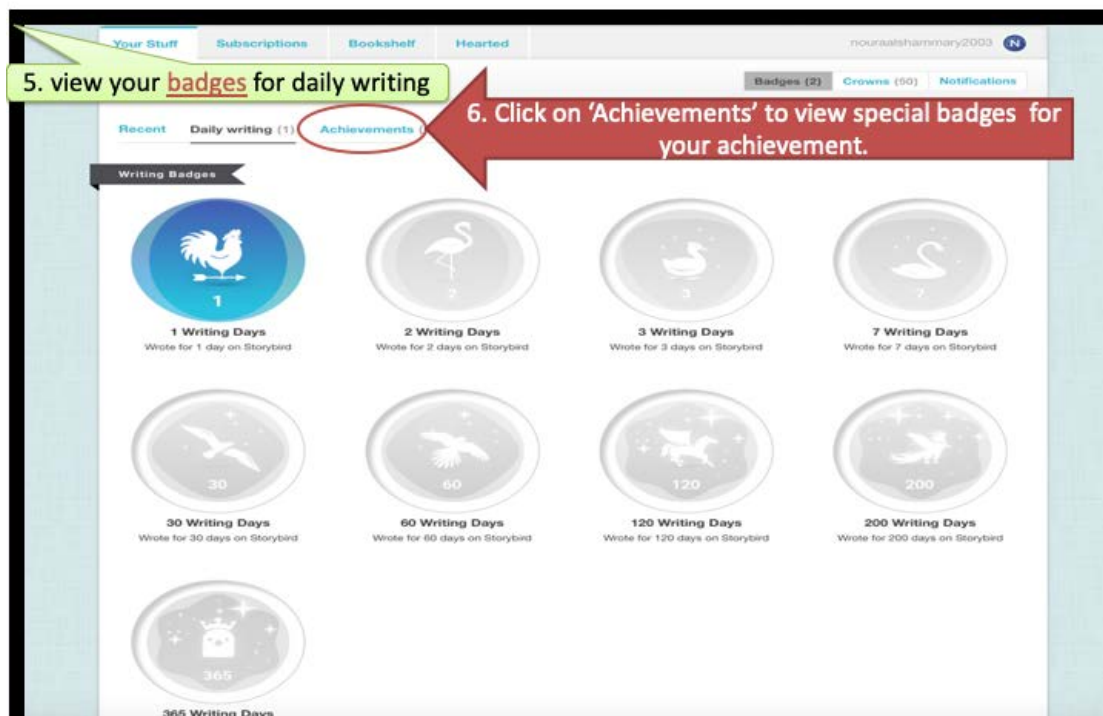 Your Stuff
Subscriptions
Bookshelf
Hearted
nouraalshammary2003
N
5. view your badges for daily writing
Badges (2)
Crowns (50)
Notifications
Recent
Daily writing (1)
Achievements (
6. Click on ‘Achievements’ to view special badges for
your achievement.
Writing Badges
1
2
3
7
1 Writing Days
2 Writing Days
3 Writing Days
7 Writing Days
Wrote for 1 day on Storybird
Wrote for 2 days on Storybird
Wrote for 3 days on Storybird
Wrote for 7 days on Storybird
30
60
120
200
30 Writing Days
60 Writing Days
120 Writing Days
200 Writing Days
Wrote for 30 days on Storybird
Wrote for 60 days on Storybird
Wrote for 120 days on Storybird
Wrote for 200 days on Storybird
365
365 Writing Days